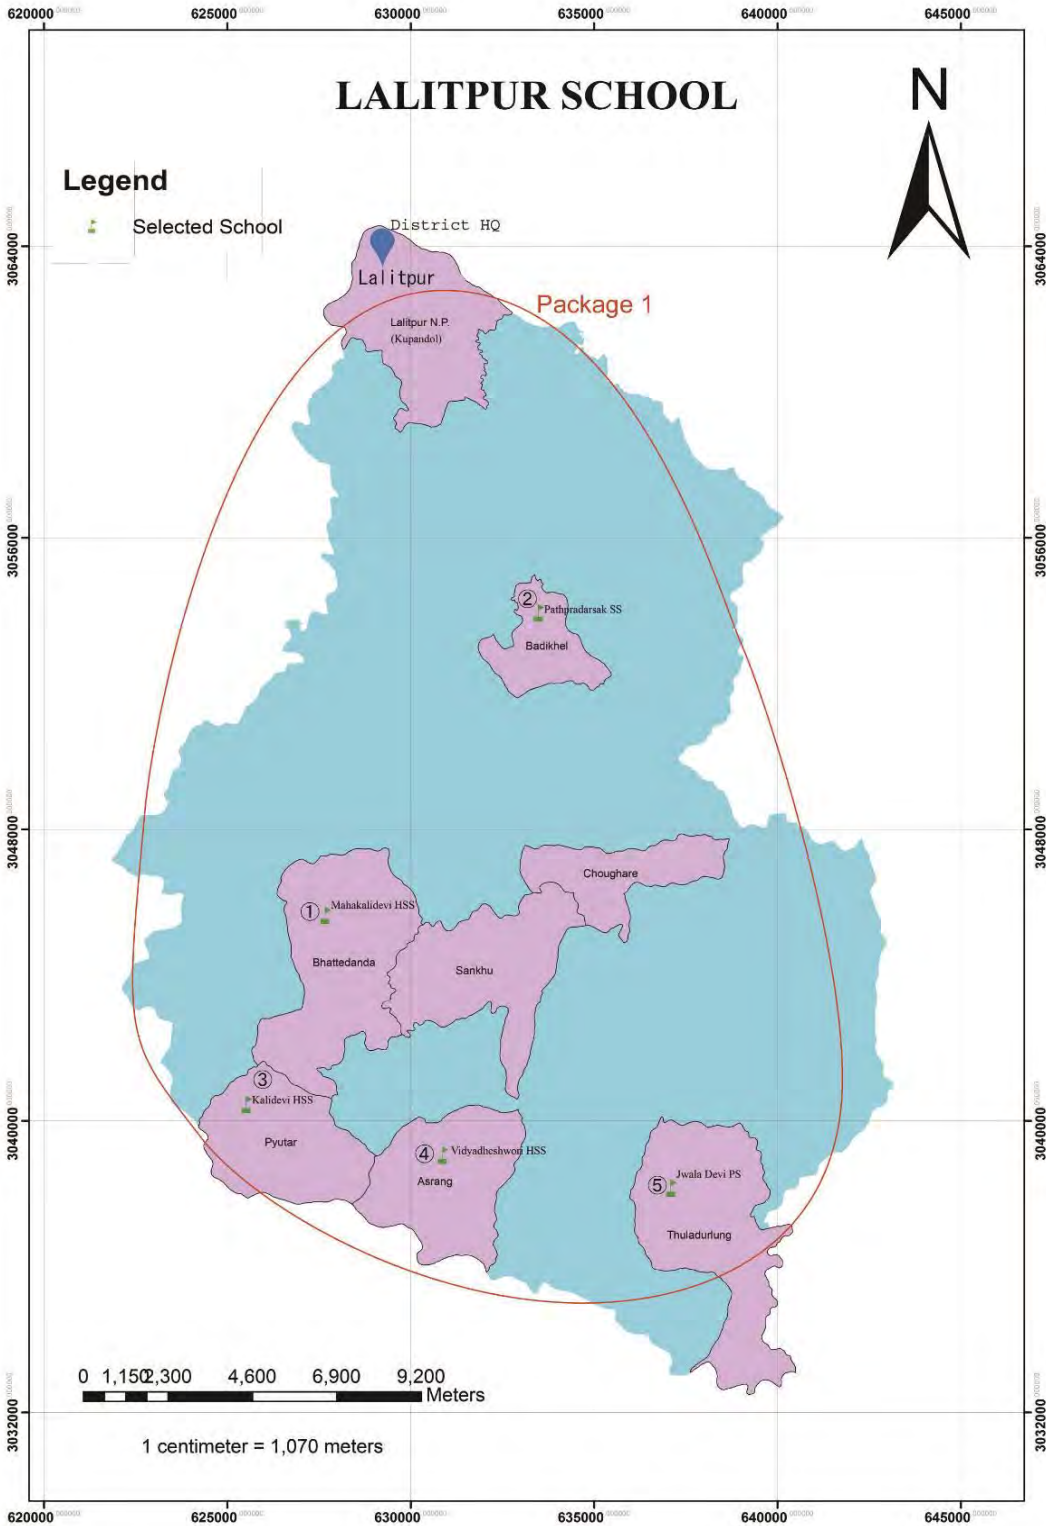 620000 625000 630000 635000 640000 645000
LALITPUR SCHOOL
N
Legend
Selected School
District HQ
3064000
3064000
Lalitpur
Package 1
Lalitpur N.P.
(Kupandol)
3056000
3056000
②
Pathpradarsak SS
Badikhel
3048000
3048000
Choughare
①
Mahakalidevi HSS
Bhattedanda
Sankhu
③
Kalidevi HSS
3040000
3040000
Pyutar
④
Vidyadheshwori HSS
Asrang
Jwala Devi PS
⑤
Thuladurlung
0 1,150 2,300 4,600 6,900 9,200
Meters
3032000
3032000
1 centimeter = 1,070 meters
620000 625000 630000 635000 640000 645000